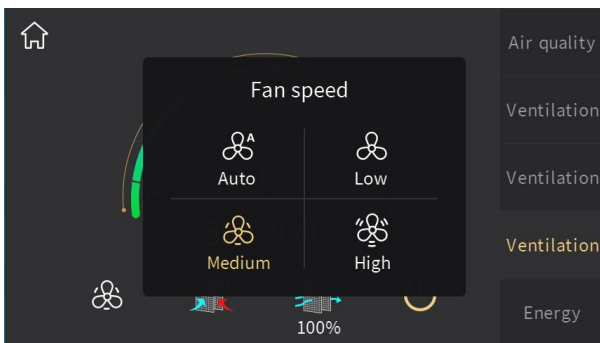 Air quality
Fan speed
Ventilation
A
Auto
Low
Ventilation
Medium
High
Ventilation
100%
Energy